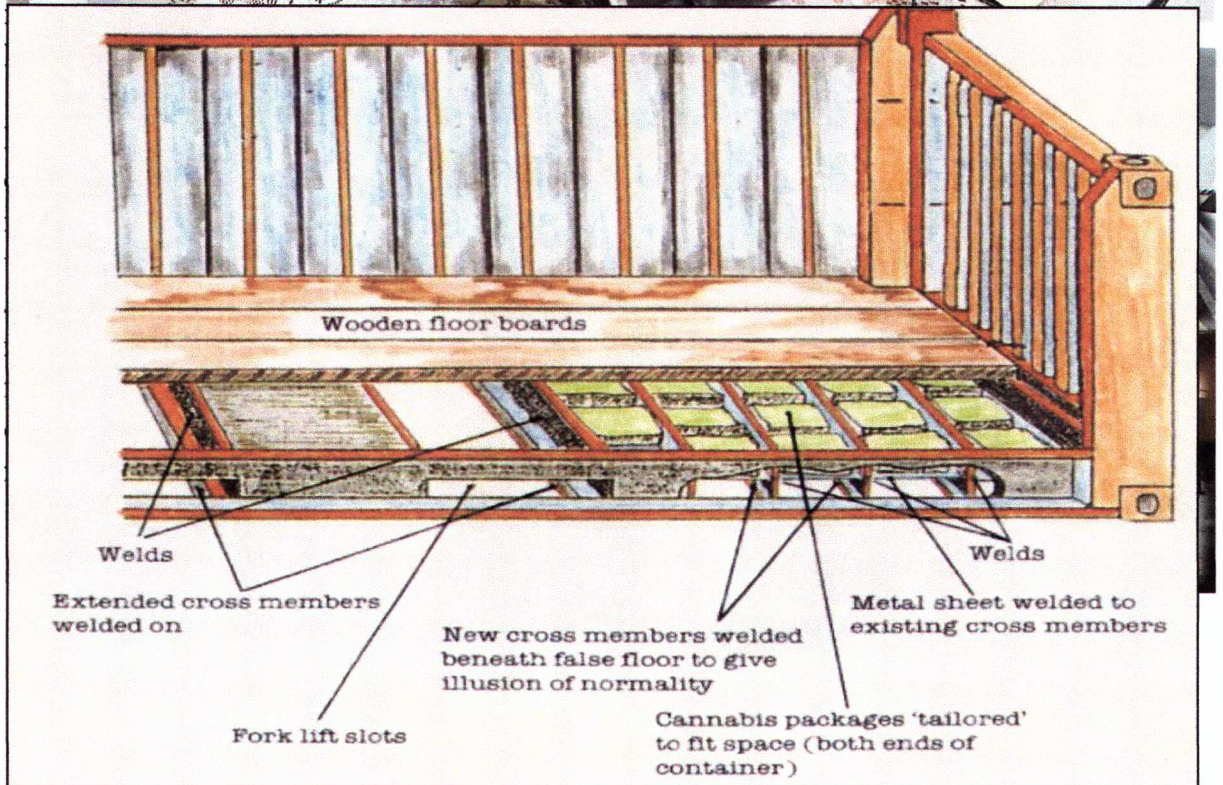 Wooden floor boards
Welds
Extended cross members
welded on
Fork lift slots
New cross members welded
beneath false floor to give
illusion of normality
Cannabis packages 'tailored'
to fit space (both ends of
container)
Welds
Metal sheet welded to
existing cross members